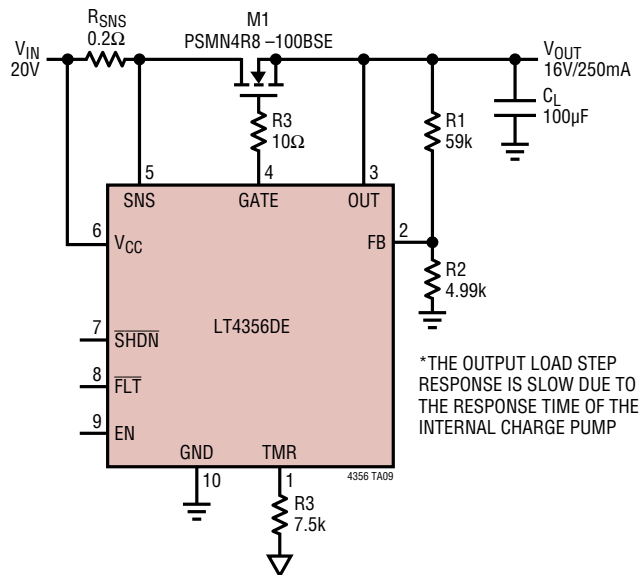 RSNS
0.2Ω
M1
PSMN4R8 –100BSE
VIN
20V
VOUT
16V/250mA
CL
100µF
R1
59k
R3
10Ω
5
4
3
SNS
GATE
OUT
6
VCC
2
FB
R2
4.99k
LT4356DE
7
SHDN
8
FLT
9
EN
*THE OUTPUT LOAD STEP
RESPONSE IS SLOW DUE TO
THE RESPONSE TIME OF THE
INTERNAL CHARGE PUMP
GND
TMR
10
1
4356 TA09
R3
7.5k